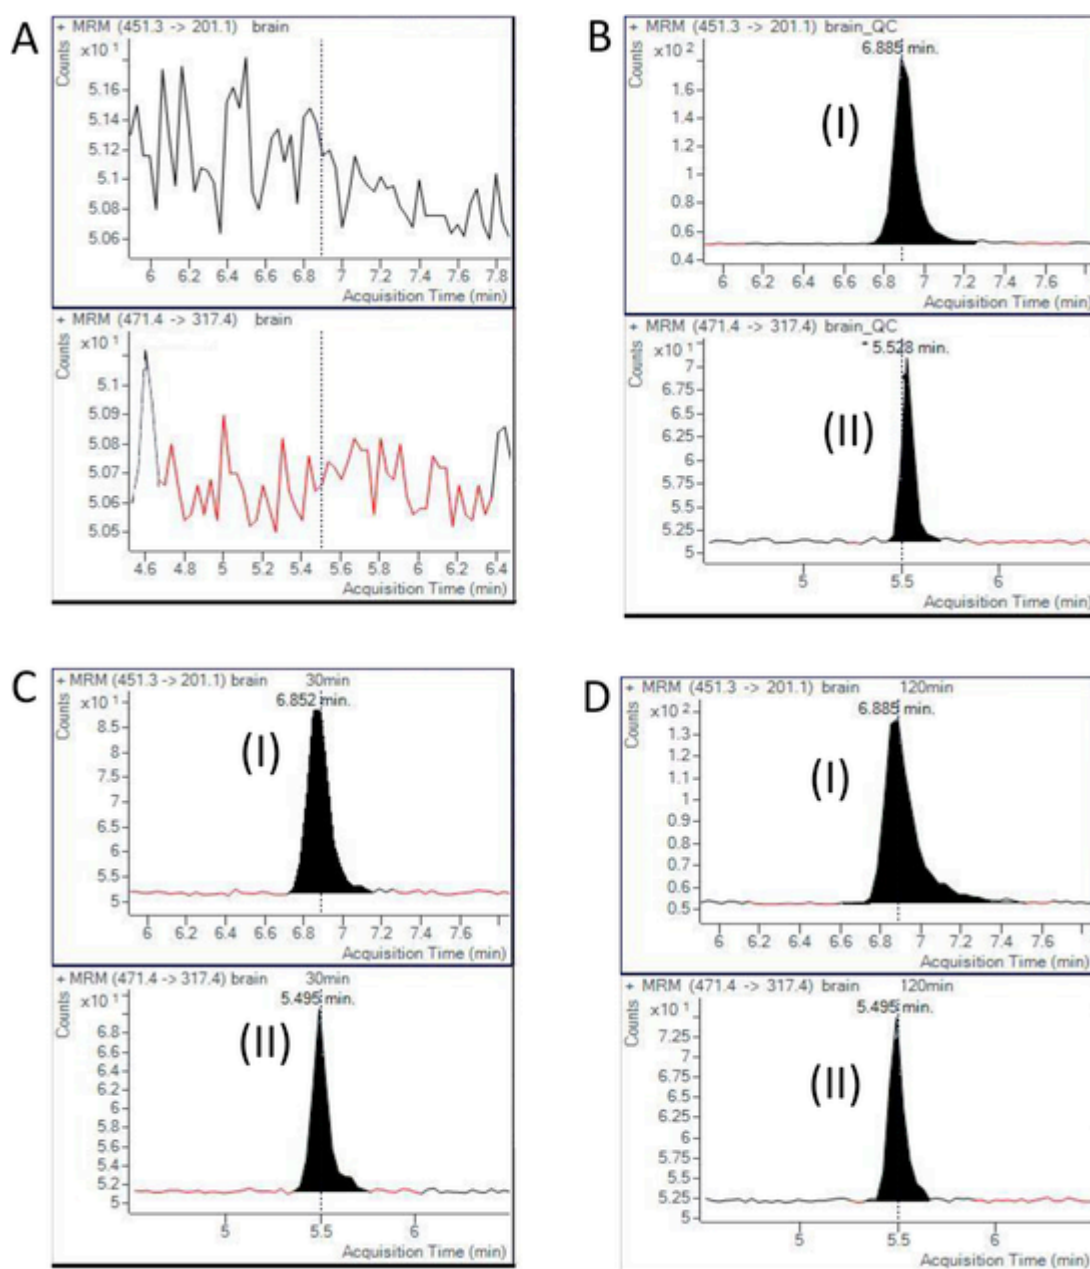 A
+ MRM (451.3 -> 201.1) brain
Counts
x10 1
5.16
5.14
5.12
5.1
5.08
5.06
6 6.2 6.4 6.6 6.8 7 7.2 7.4 7.6 7.8
Acquisition Time (min)
+ MRM (471.4 -> 317.4) brain
Counts
x10 1
5.1
5.09
5.08
5.07
5.06
5.05
4.6 4.8 5 5.2 5.4 5.6 5.8 6 6.2 6.4
Acquisition Time (min)
B
+ MRM (451.3 -> 201.1) brain_QC
Counts
x10 2
6.885 min.
(I)
1.6
1.4
1.2
1
0.8
0.6
0.4
6 6.2 6.4 6.6 6.8 7 7.2 7.4 7.6
Acquisition Time (min)
+ MRM (471.4 -> 317.4) brain_QC
Counts
x10 1
5.528 min.
(II)
7
6.75
6.5
6.25
6
5.75
5.5
5.25
5
5 5.5 6
Acquisition Time (min)
C
+ MRM (451.3 -> 201.1) brain 30min
Counts
x10 1
6.852 min.
(I)
8.5
8
7.5
7
6.5
6
5.5
5
6 6.2 6.4 6.6 6.8 7 7.2 7.4 7.6
Acquisition Time (min)
+ MRM (471.4 -> 317.4) brain 30min
Counts
x10 1
5.495 min.
(II)
6.8
6.6
6.4
6.2
6
5.8
5.6
5.4
5.2
5
5 5.5 6
Acquisition Time (min)
D
+ MRM (451.3 -> 201.1) brain 120min
Counts
x10 2
6.885 min.
(I)
1.3
1.2
1.1
1
0.9
0.8
0.7
0.6
0.5
6 6.2 6.4 6.6 6.8 7 7.2 7.4 7.6
Acquisition Time (min)
+ MRM (471.4 -> 317.4) brain 120min
Counts
x10 1
5.495 min.
(II)
7.25
7
6.75
6.5
6.25
6
5.75
5.5
5.25
5
5 5.5 6
Acquisition Time (min)